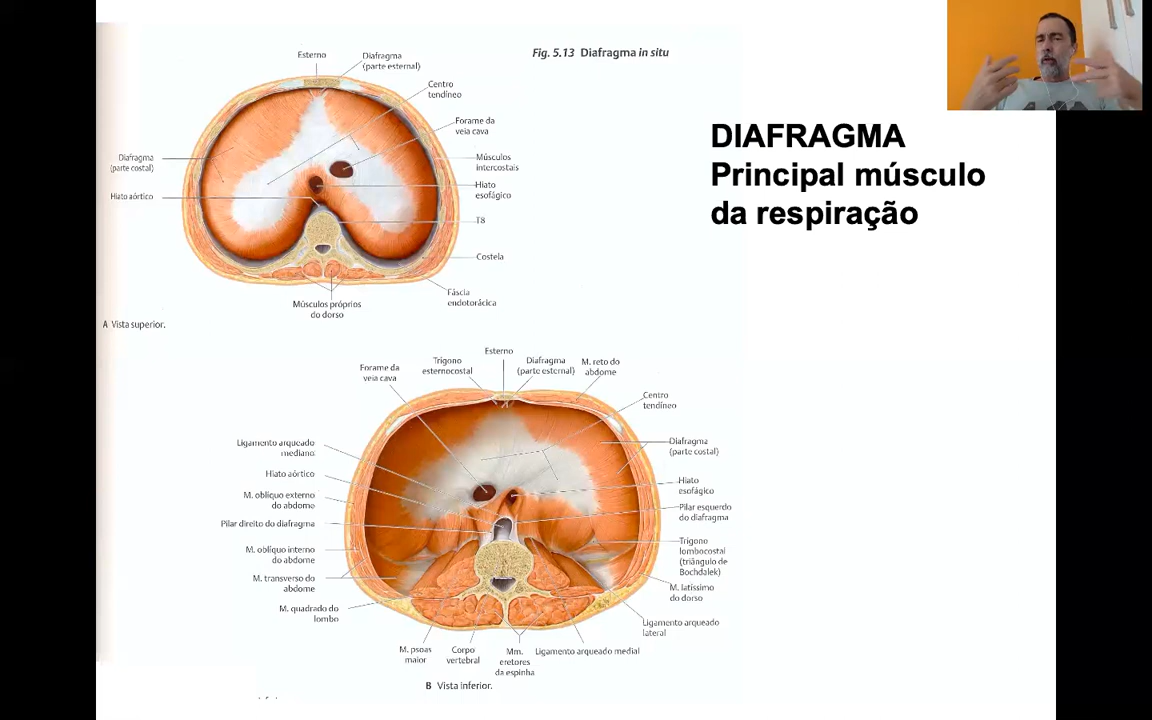 Fig. 5.13 Diafragma in situ
Esterno
Diafragma
(parte esternal)
Centro
tendíneo
Forame da
veia cava
Diafragma
(parte costal)
Músculos
intercostais
Hiato
esofágico
Hiato aórtico
T8
Costela
Fáscia
endotorácica
Músculos próprios
do dorso
A Vista superior.
DIAFRAGMA
Principal músculo
da respiração
Esterno
Trígono
esternocostal
Diafragma
(parte esternal)
M. reto do
abdome
Forame da
veia cava
Centro
tendíneo
Ligamento arqueado
mediano
Diafragma
(parte costal)
Hiato aórtico
Hiato
esofágico
M. oblíquo externo
do abdome
Pilar esquerdo
do diafragma
Pilar direito do diafragma
Trígono
lombocostal
(triângulo de
Bochdalek)
M. oblíquo interno
do abdome
M. transverso do
abdome
M. latíssimo
do dorso
M. quadrado do
lombo
Ligamento arqueado
lateral
M. psoas
maior
Corpo
vertebral
Mm.
eretores
da espinha
Ligamento arqueado medial
B Vista inferior.